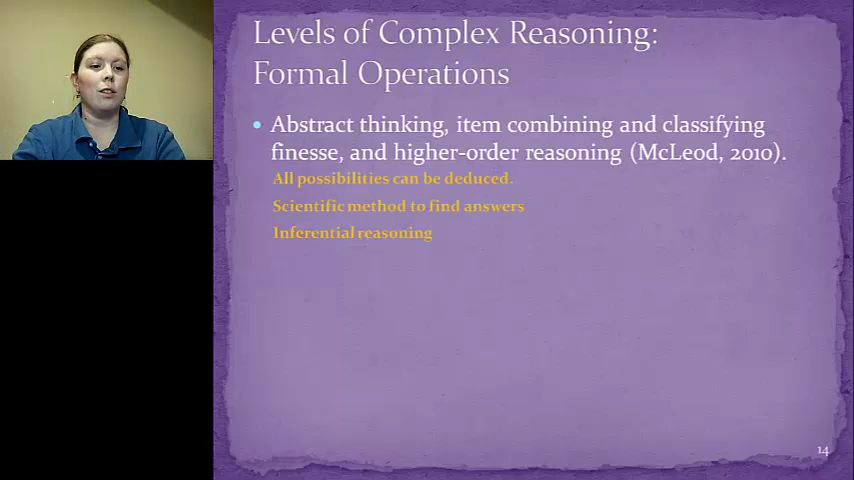 Levels of Complex Reasoning:
Formal Operations
• Abstract thinking, item combining and classifying
finesse, and higher-order reasoning (McLeod, 2010).
All possibilities can be deduced.
Scientific method to find answers
Inferential reasoning
14